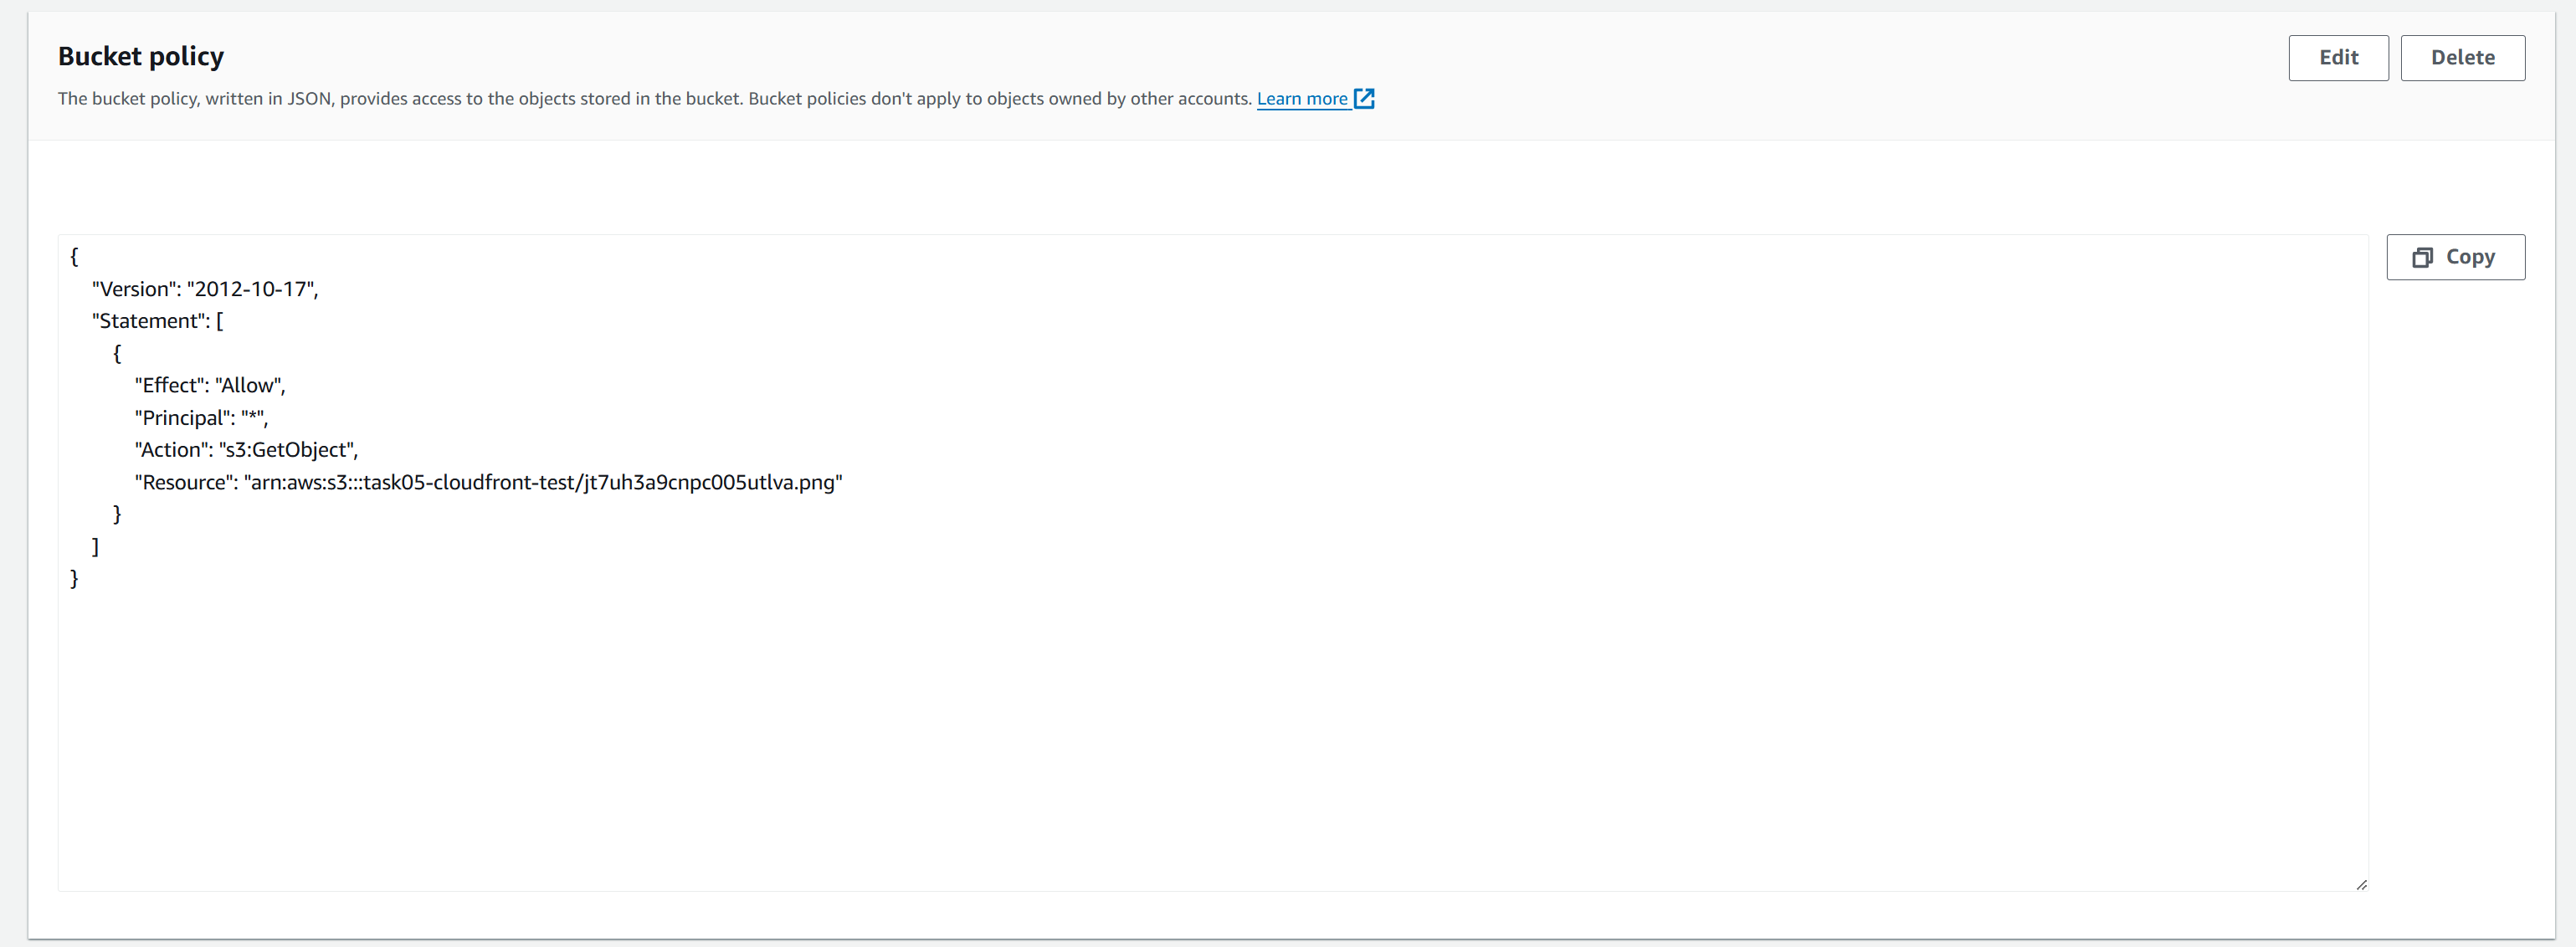 Bucket policy
Edit
Delete
The bucket policy, written in JSON, provides access to the objects stored in the bucket. Bucket policies don't apply to objects owned by other accounts. Learn more
Copy
{
"Version": "2012-10-17",
"Statement": [
{
"Effect": "Allow",
"Principal": "*",
"Action": "s3:GetObject",
"Resource": "arn:aws:s3:::task05-cloudfront-test/jt7uh3a9cnpc005utlva.png"
}
]
}